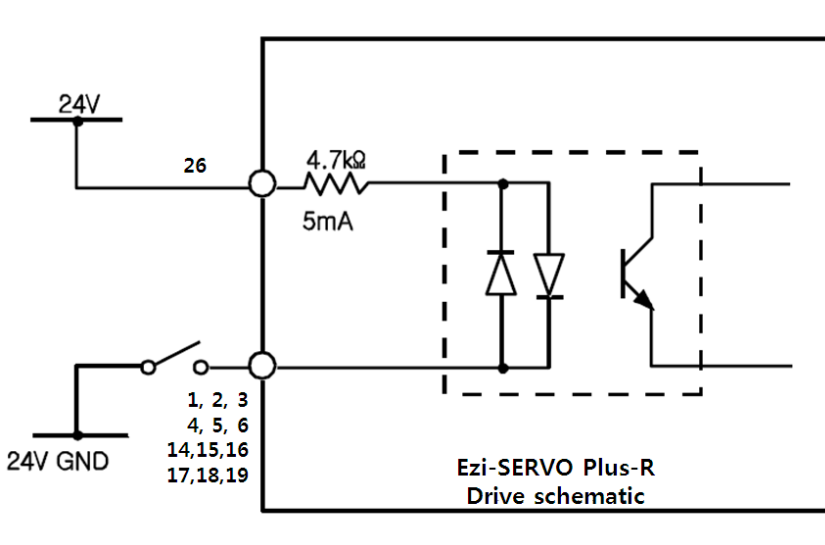 24V
26
4.7kΩ
5mA
1, 2, 3
4, 5, 6
14,15,16
17,18,19
24V GND
Ezi-SERVO Plus-R
Drive schematic